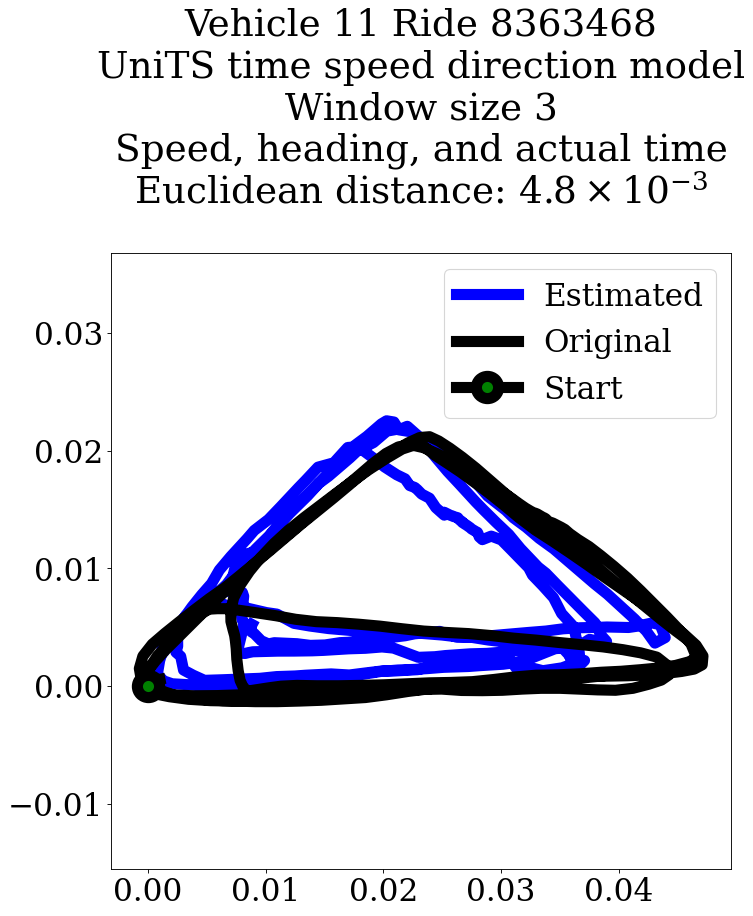 Vehicle 11 Ride 8363468
UniTS time speed direction model
Window size 3
Speed, heading, and actual time
Euclidean distance: 4.8 × 10⁻³
Estimated
Original
Start
0.03
0.02
0.01
0.00
−0.01
0.00 0.01 0.02 0.03 0.04